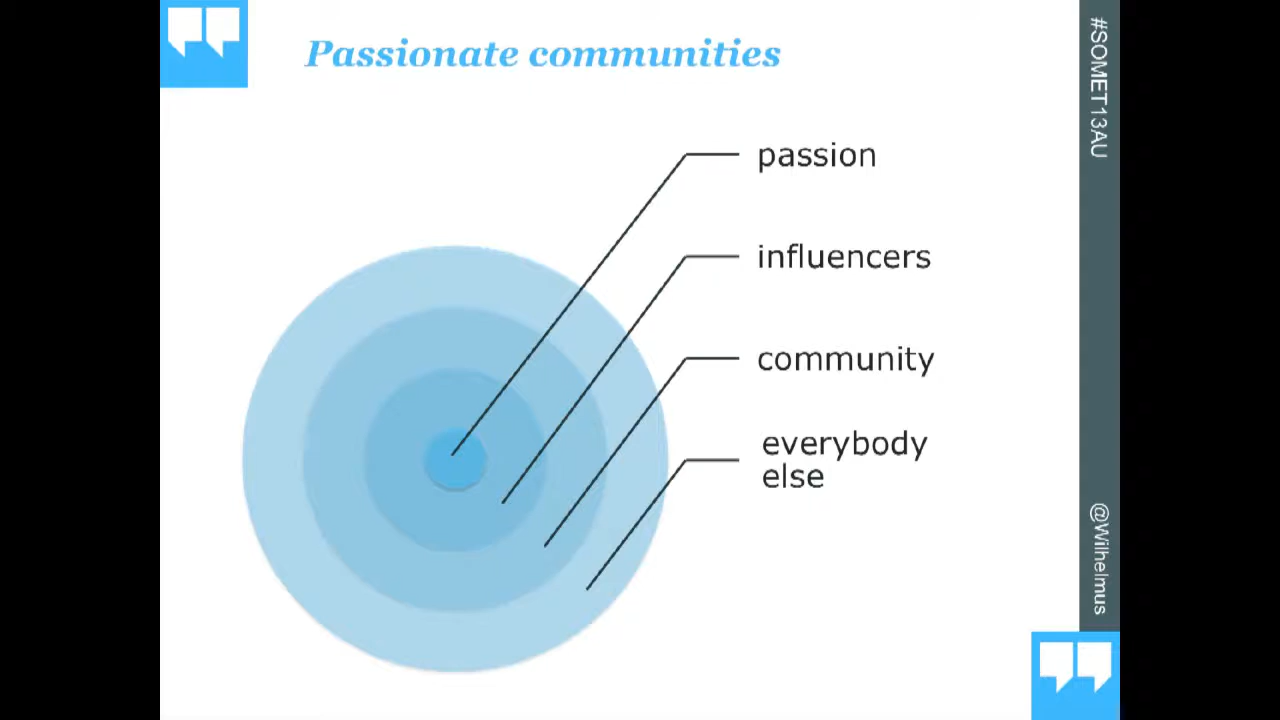 Passionate communities
#SOMET13AU
passion
influencers
community
everybody
else
@Wilhelmus